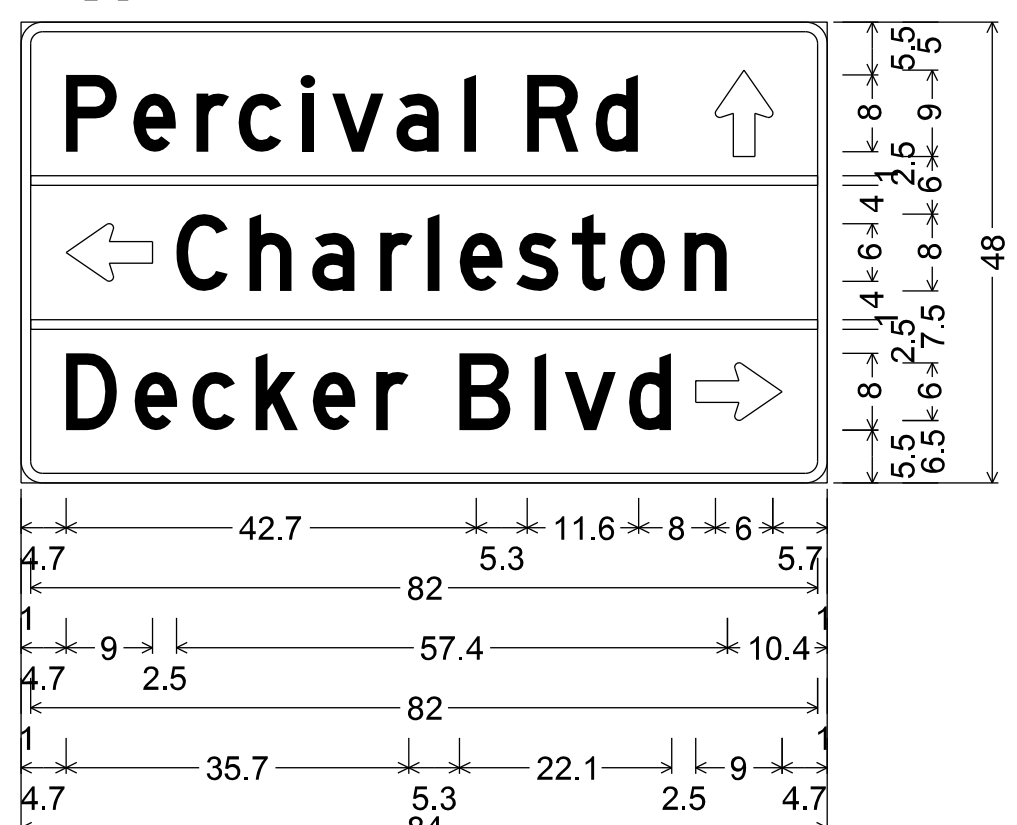 Percival Rd
Charleston
Decker Blvd
5.5 8 2.5 1 4 6 4 1 2.5 8 5.5
5 9 6 8 7.5 6 6.5
48
42.7 11.6 8 6
4.7 5.3 5.7
82
1 1
9 57.4 10.4
4.7 2.5
82
1 1
35.7 22.1 9
4.7 5.3 2.5 4.7
84